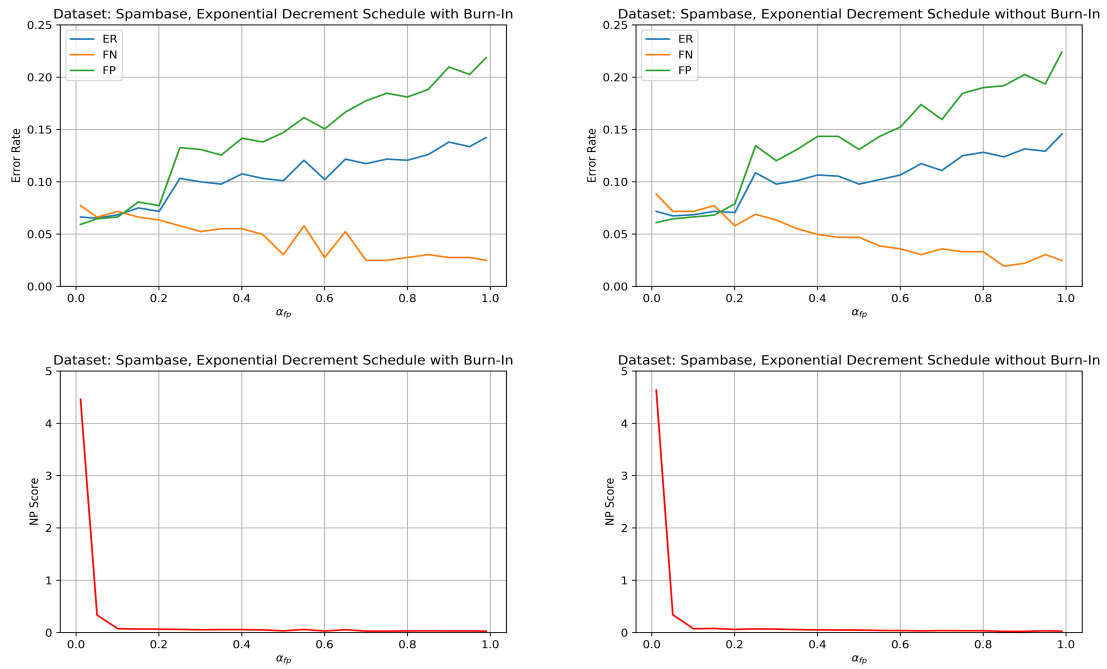 Dataset: Spambase, Exponential Decrement Schedule with Burn-In
0.25
0.20
0.15
0.10
0.05
0.00
Error Rate
ER
FN
FP
0.0 0.2 0.4 0.6 0.8 1.0
α_fp
Dataset: Spambase, Exponential Decrement Schedule without Burn-In
0.25
0.20
0.15
0.10
0.05
0.00
Error Rate
ER
FN
FP
0.0 0.2 0.4 0.6 0.8 1.0
α_fp
Dataset: Spambase, Exponential Decrement Schedule with Burn-In
5
4
3
2
1
0
NP Score
0.0 0.2 0.4 0.6 0.8 1.0
α_fp
Dataset: Spambase, Exponential Decrement Schedule without Burn-In
5
4
3
2
1
0
NP Score
0.0 0.2 0.4 0.6 0.8 1.0
α_fp